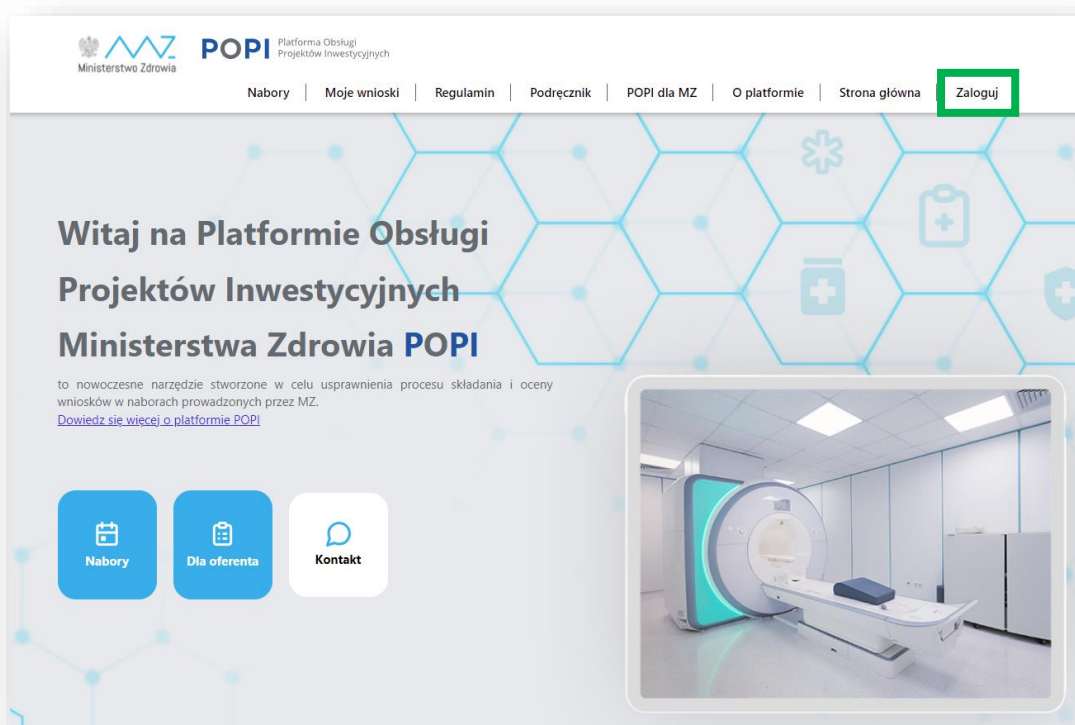 Ministerstwo Zdrowia
POPI
Platforma Obsługi
Projektów Inwestycyjnych
Nabory
Moje wnioski
Regulamin
Podręcznik
POPI dla MZ
O platformie
Strona główna
Zaloguj
Witaj na Platformie Obsługi
Projektów Inwestycyjnych
Ministerstwa Zdrowia POPI
to nowoczesne narzędzie stworzone w celu usprawnienia procesu składania i oceny
wniosków w naborach prowadzonych przez MZ.
Dowiedz się więcej o platformie POPI
Nabory
Dla oferenta
Kontakt